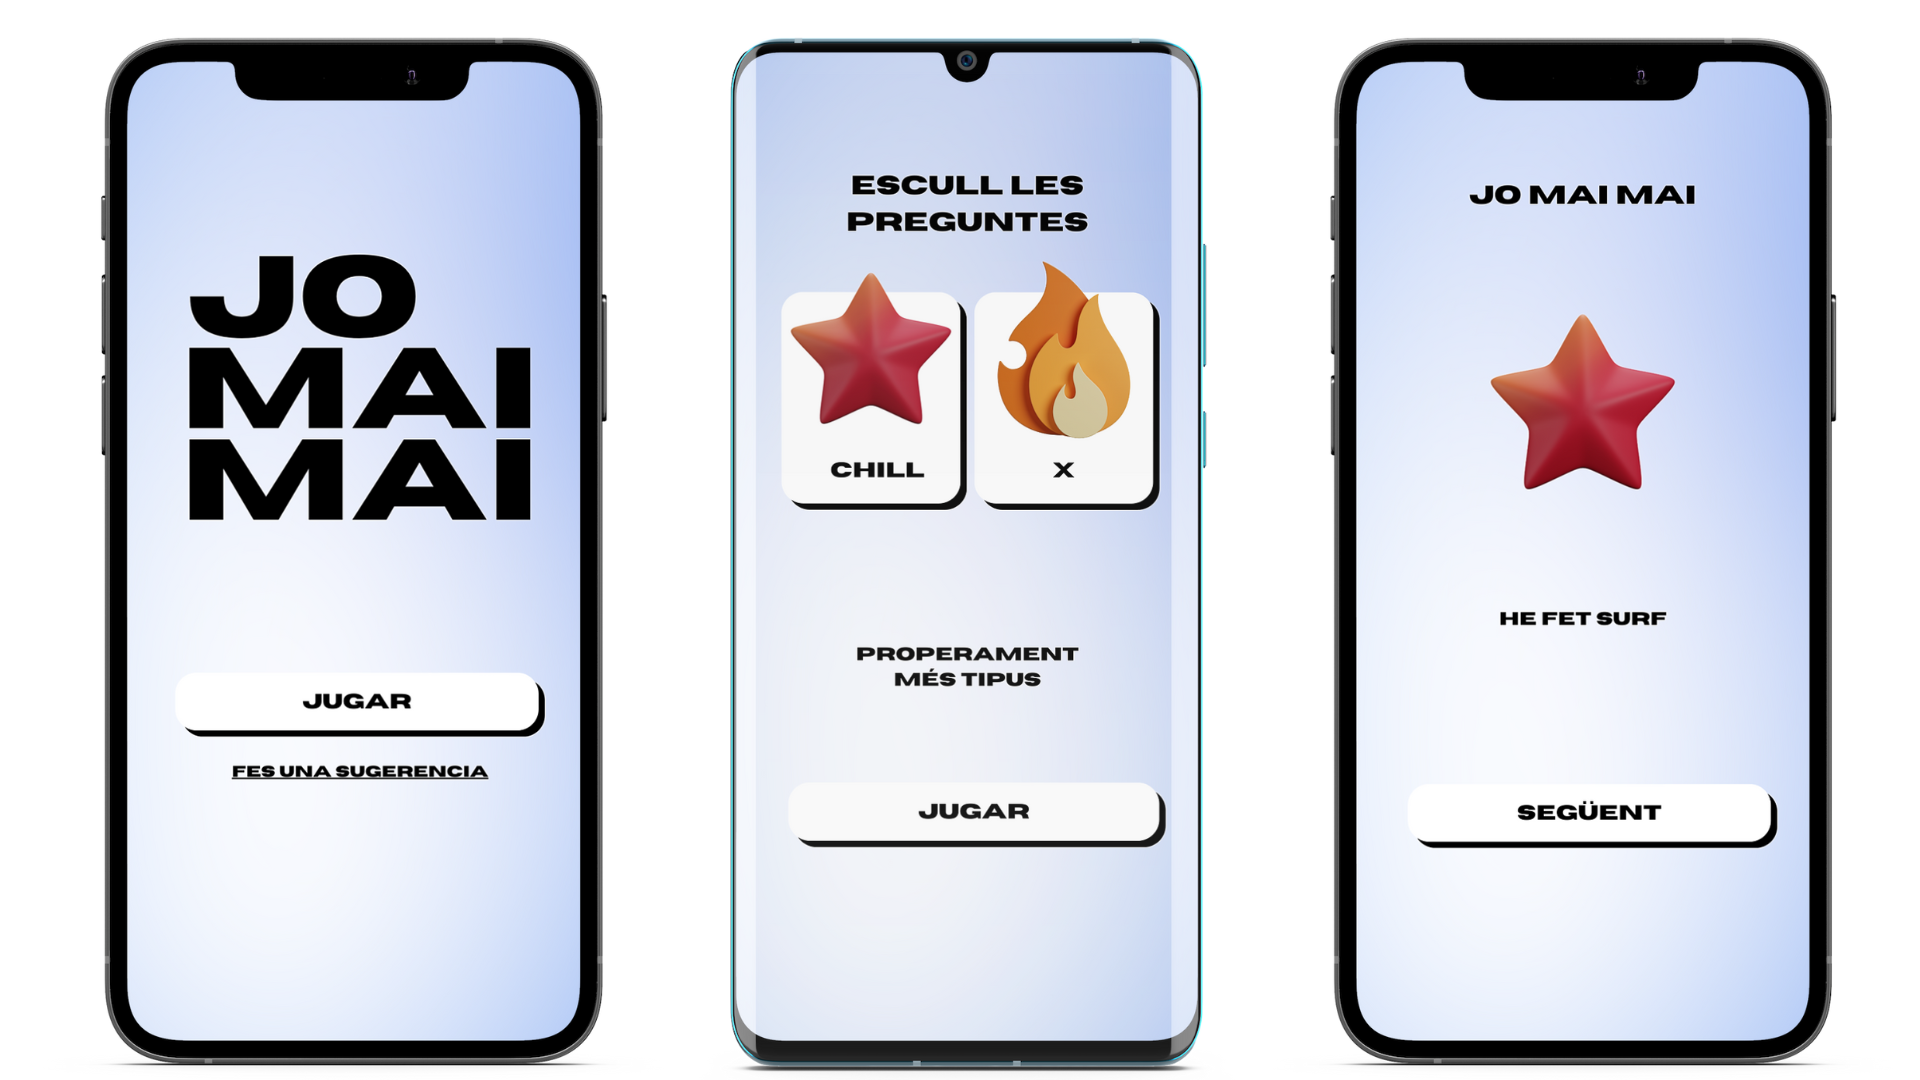 JO
MAI
MAI
JUGAR
FES UNA SUGERENCIA
ESCULL LES
PREGUNTES
CHILL
X
PROPERAMENT
MÉS TIPUS
JUGAR
JO MAI MAI
HE FET SURF
SEGÜENT